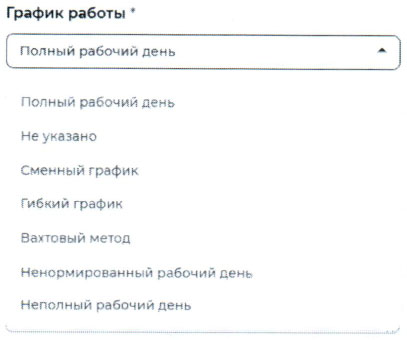 График работы *
Полный рабочий день
Полный рабочий день
Не указано
Сменный график
Гибкий график
Вахтовый метод
Ненормированный рабочий день
Неполный рабочий день